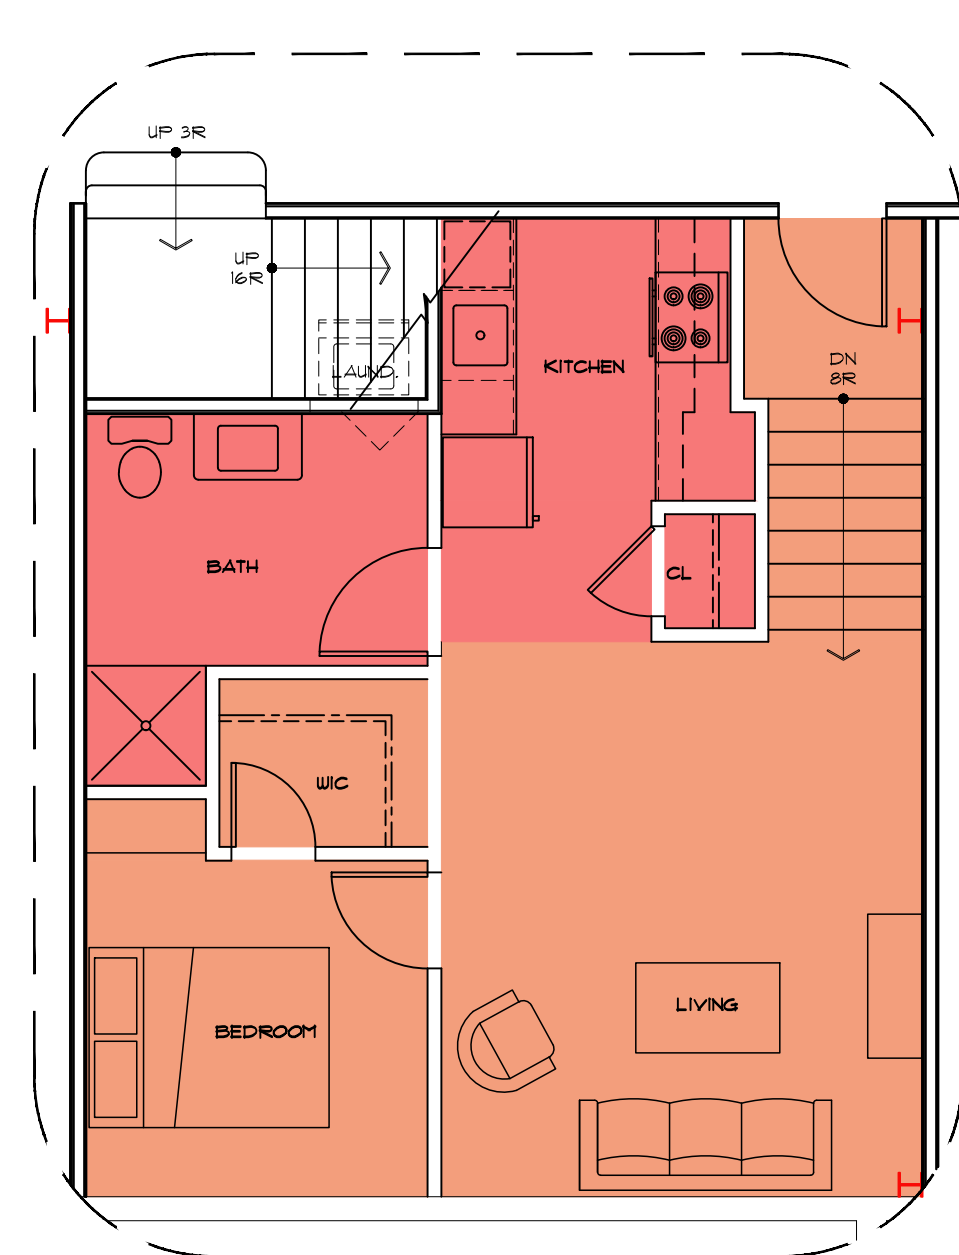 UP 3R
UP
16R
LAUND.
KITCHEN
DN
8R
BATH
CL
WIC
LIVING
BEDROOM
H
H
H